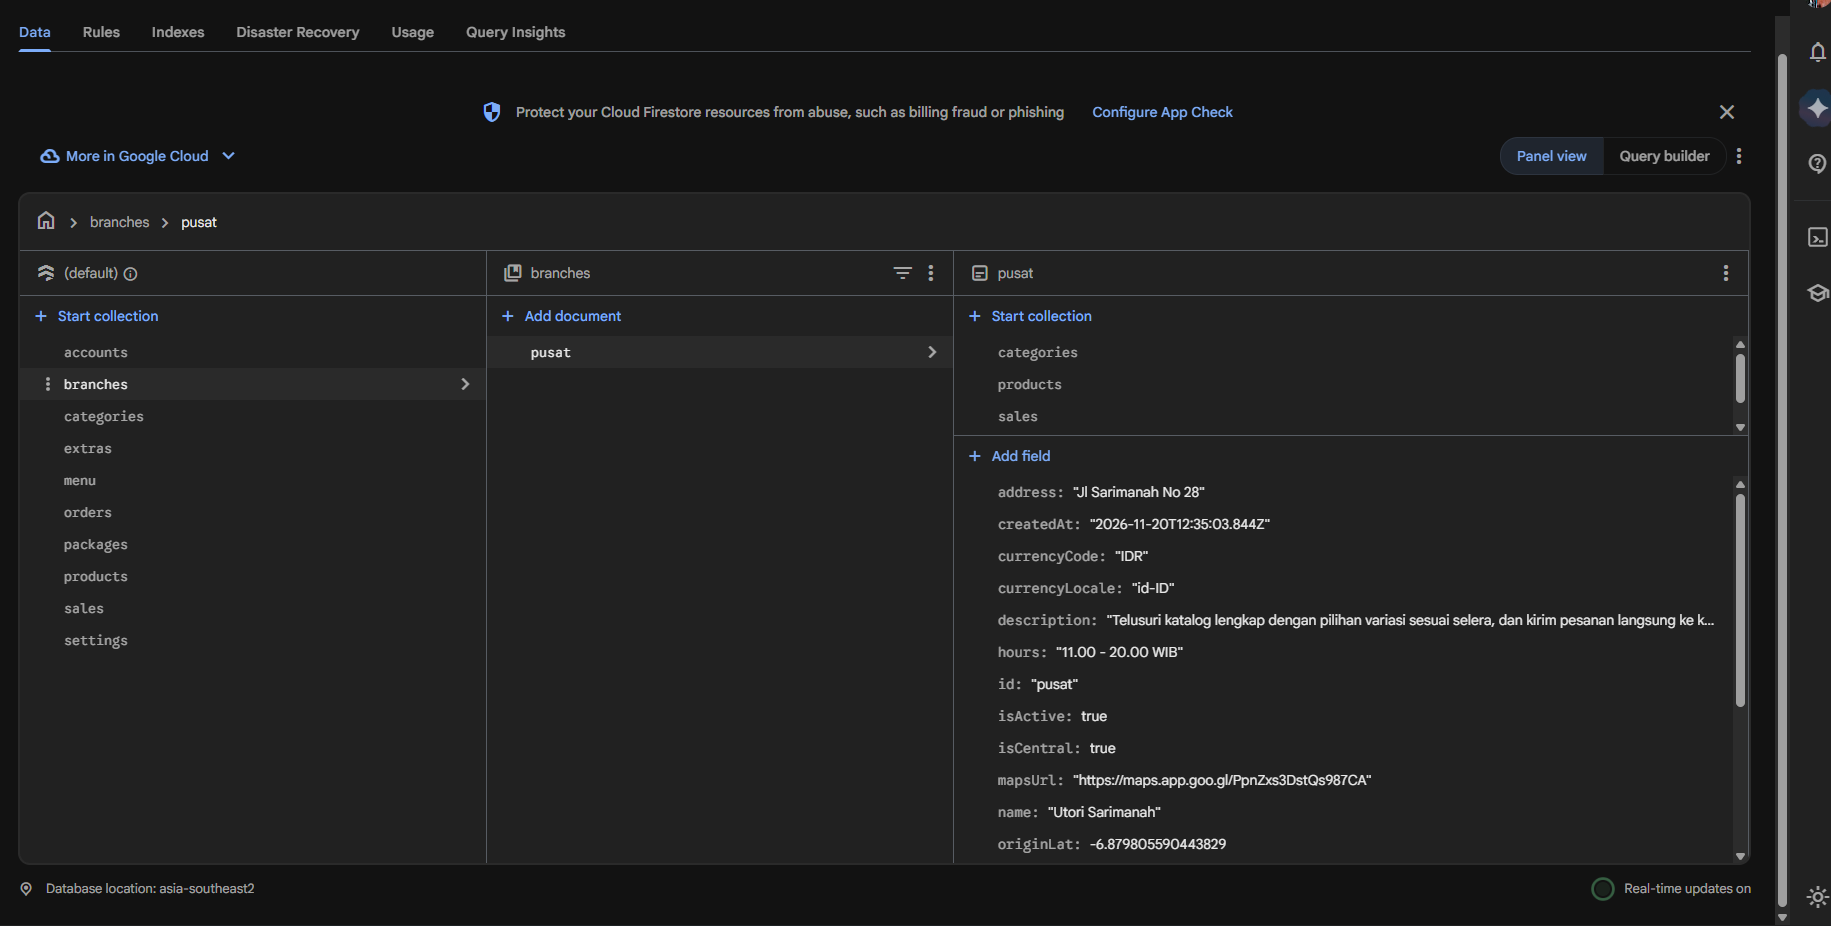 Data Rules Indexes Disaster Recovery Usage Query Insights
Protect your Cloud Firestore resources from abuse, such as billing fraud or phishing Configure App Check
More in Google Cloud
Panel view Query builder
branches pusat
(default)
Start collection
accounts
branches
categories
extras
menu
orders
packages
products
sales
settings
branches
Add document
pusat
pusat
Start collection
categories
products
sales
Add field
address: "Jl Sarimanah No 28"
createdAt: "2026-11-20T12:35:03.844Z"
currencyCode: "IDR"
currencyLocale: "id-ID"
description: "Telusuri katalog lengkap dengan pilihan variasi sesuai selera, dan kirim pesanan langsung ke k...
hours: "11.00 - 20.00 WIB"
id: "pusat"
isActive: true
isCentral: true
mapsUrl: "https://maps.app.goo.gl/PpnZxs3DstQs987CA"
name: "Utori Sarimanah"
originLat: -6.879805590443829
Database location: asia-southeast2
Real-time updates on